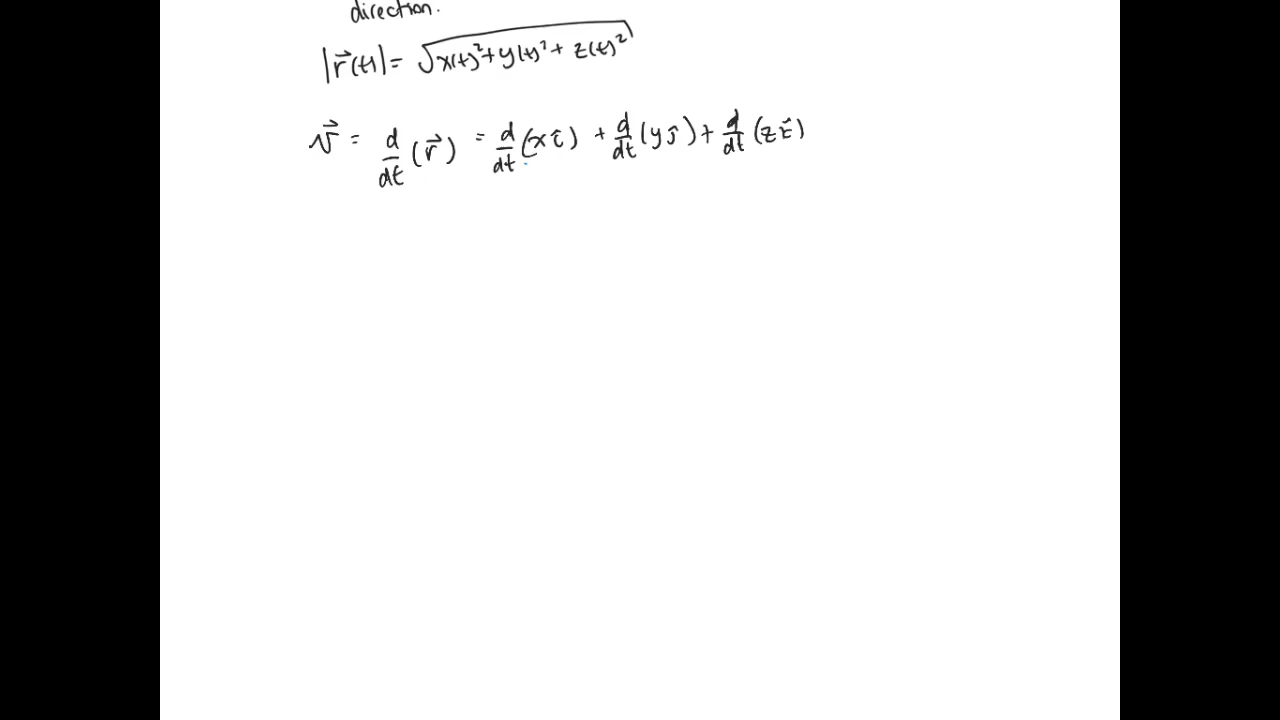 direction.
|r⃗(t)| = √x(t)²+y(t)²+ z(t)²
v⃗ = d/dt (r⃗) = d/dt (x î) + d/dt (y ĵ) + d/dt (z k̂)